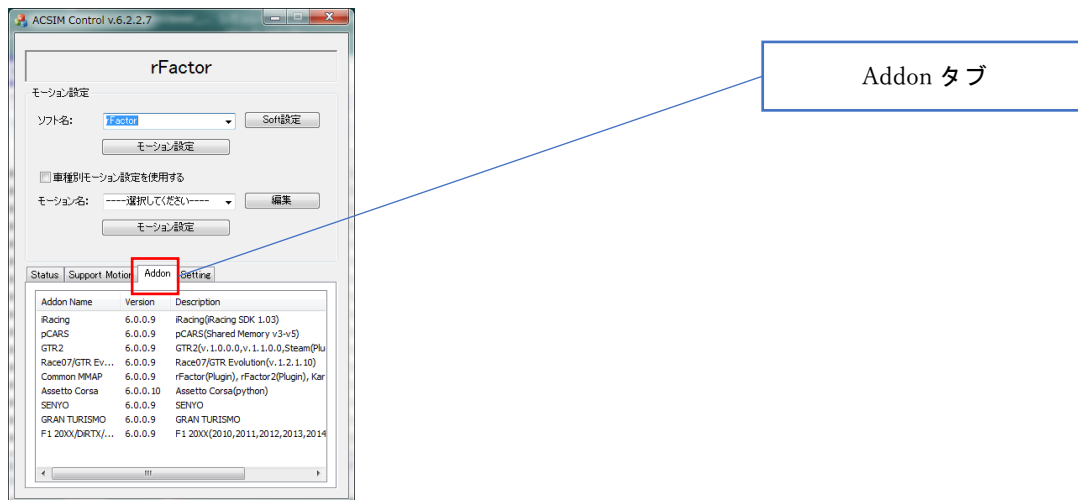 ACSIM Control v.6.2.2.7
rFactor
Addon タブ
モーション設定
ソフト名: rFactor Soft設定
モーション設定
車種別モーション設定を使用する
モーション名: ----選択してください---- 編集
モーション設定
Status Support Motion Addon Setting
Addon Name Version Description
iRacing 6.0.0.9 iRacing(iRacing SDK 1.03)
pCARS 6.0.0.9 pCARS(Shared Memory v3-v5)
GTR2 6.0.0.9 GTR2(v.1.0.0.0,v.1.1.0.0,Steam(Plu
Race07/GTR Ev... 6.0.0.9 Race07/GTR Evolution(v.1.2.1.10)
Common MMAP 6.0.0.9 rFactor(Plugin), rFactor2(Plugin), Kar
Assetto Corsa 6.0.0.10 Assetto Corsa(python)
SENYO 6.0.0.9 SENYO
GRAN TURISMO 6.0.0.9 GRAN TURISMO
F1 20XX/DiRTX/... 6.0.0.9 F1 20XX(2010,2011,2012,2013,2014